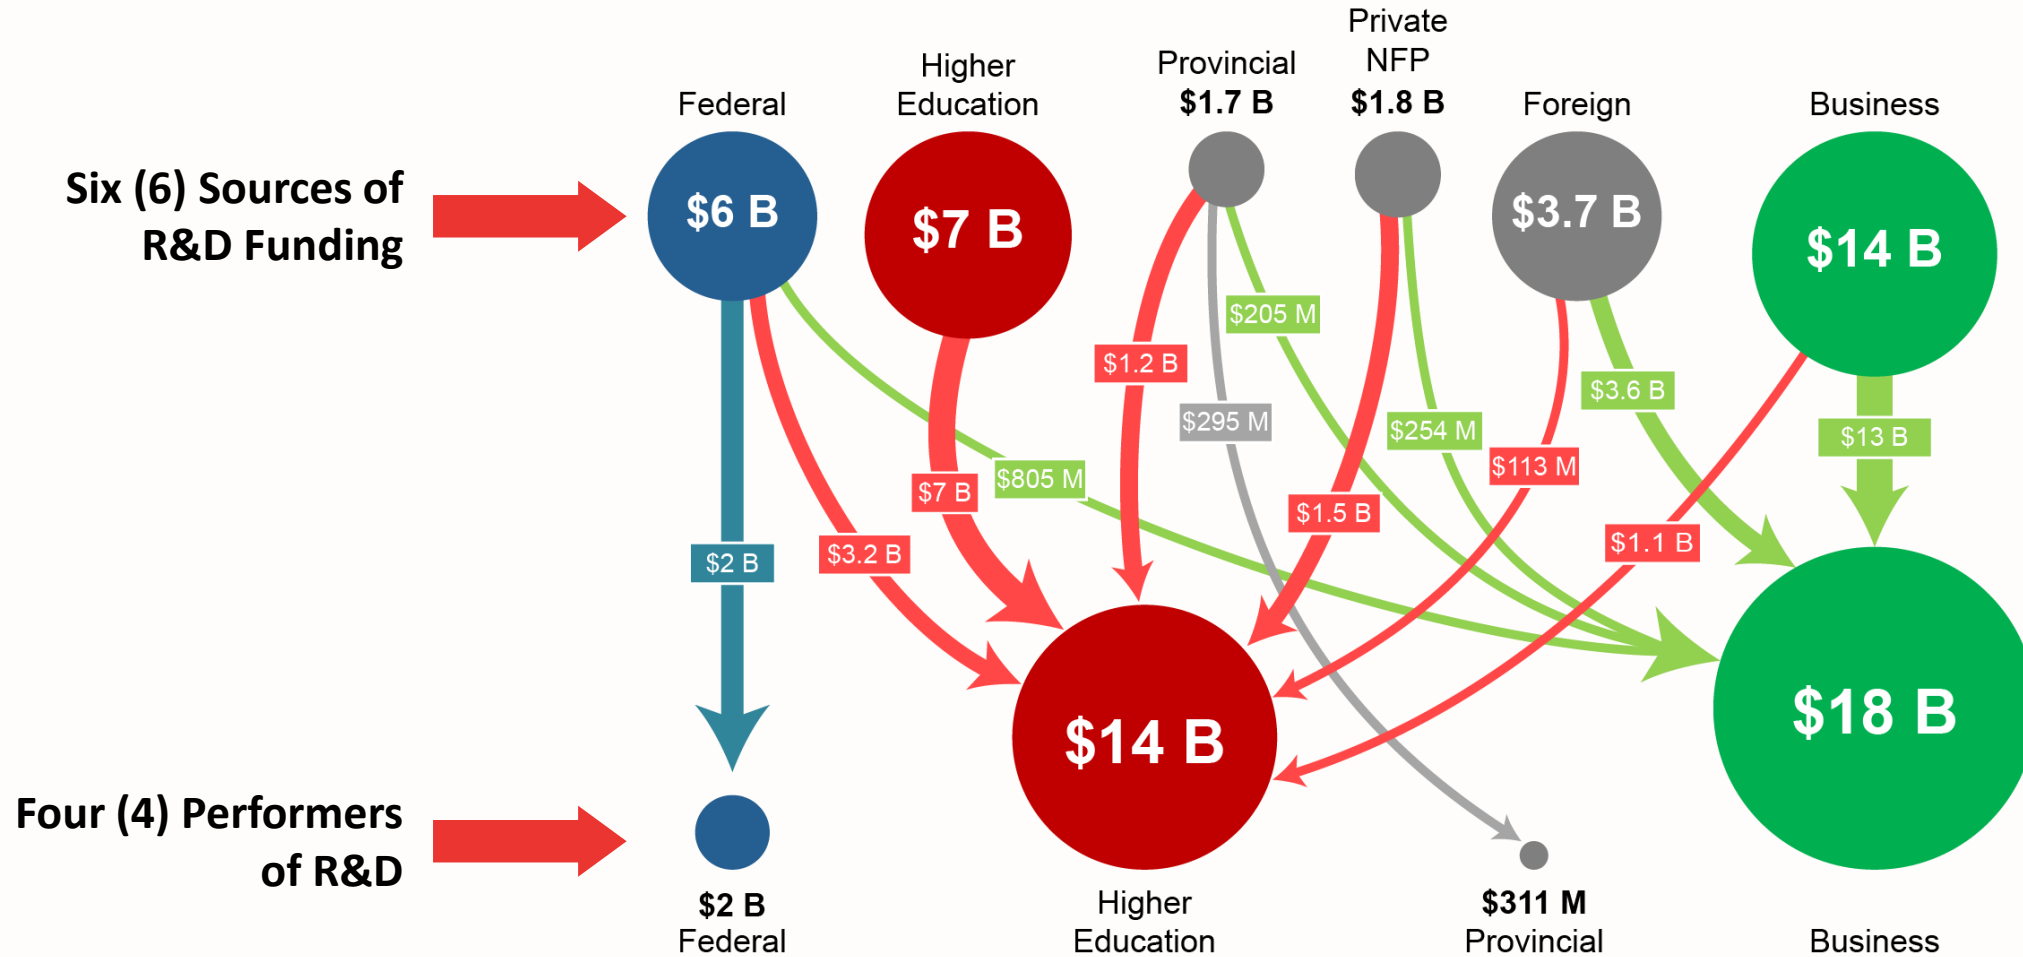 Federal
Higher
Education
Provincial
$1.7 B
Private
NFP
$1.8 B
Foreign
Business
Six (6) Sources of
R&D Funding
$6 B
$7 B
$3.7 B
$14 B
$205 M
$1.2 B
$295 M
$3.6 B
$254 M
$13 B
$113 M
$805 M
$7 B
$1.5 B
$1.1 B
$3.2 B
$2 B
$14 B
$18 B
Four (4) Performers
of R&D
$2 B
Federal
Higher
Education
$311 M
Provincial
Business